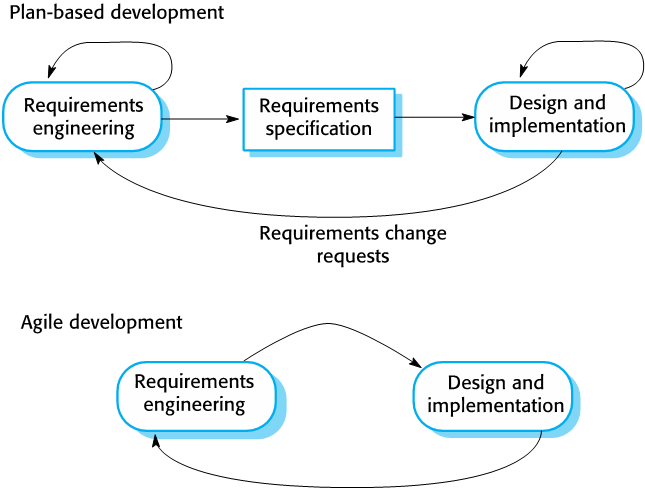 Plan-based development
Requirements
engineering
Requirements
specification
Design and
implementation
Requirements change
requests
Agile development
Requirements
engineering
Design and
implementation